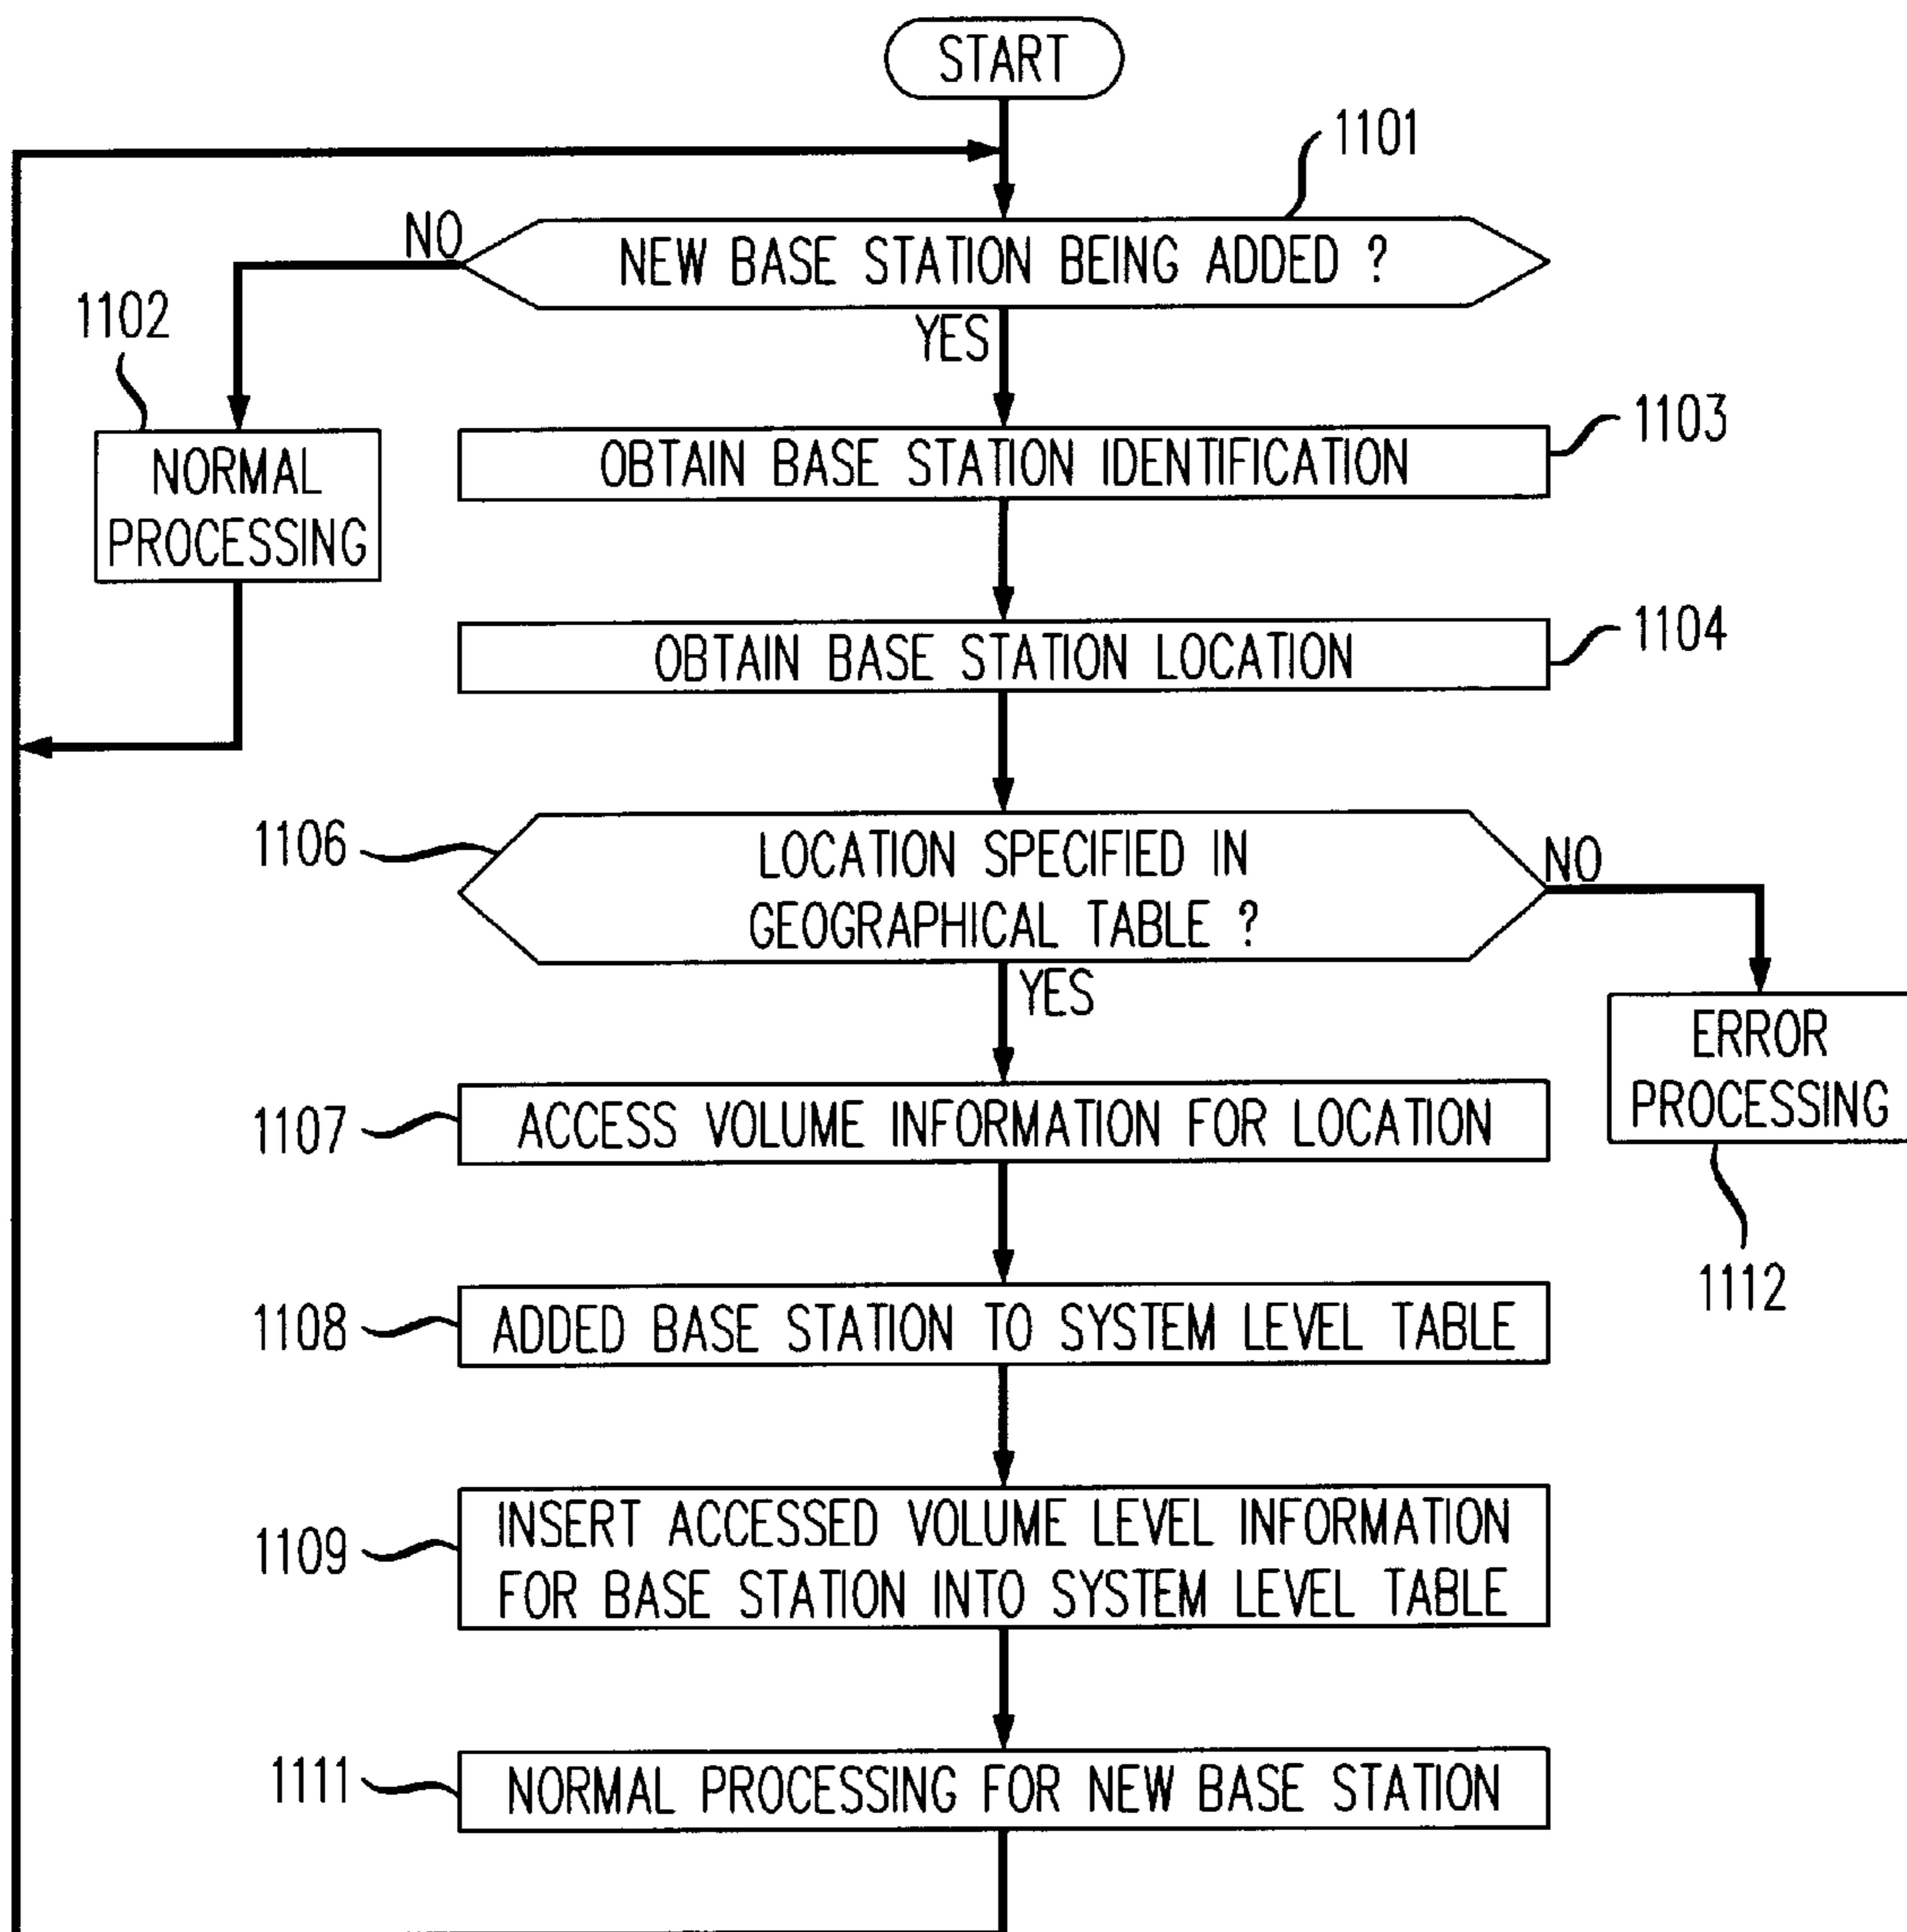 START
1101
NO
NEW BASE STATION BEING ADDED ?
1102
YES
1103
NORMAL
PROCESSING
OBTAIN BASE STATION IDENTIFICATION
1104
OBTAIN BASE STATION LOCATION
1106
LOCATION SPECIFIED IN
GEOGRAPHICAL TABLE ?
NO
YES
ERROR
PROCESSING
1107
ACCESS VOLUME INFORMATION FOR LOCATION
1112
1108
ADDED BASE STATION TO SYSTEM LEVEL TABLE
1109
INSERT ACCESSED VOLUME LEVEL INFORMATION
FOR BASE STATION INTO SYSTEM LEVEL TABLE
1111
NORMAL PROCESSING FOR NEW BASE STATION